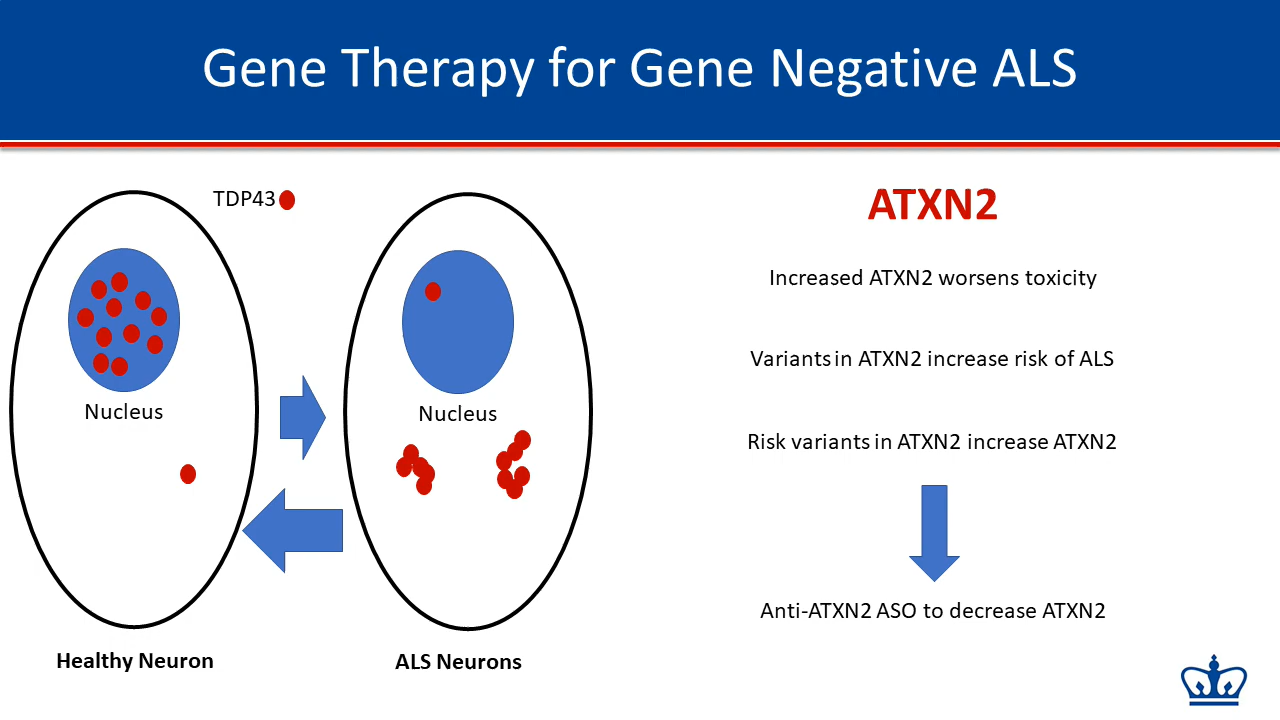 Gene Therapy for Gene Negative ALS
TDP43
Nucleus
Nucleus
Healthy Neuron
ALS Neurons
ATXN2
Increased ATXN2 worsens toxicity
Variants in ATXN2 increase risk of ALS
Risk variants in ATXN2 increase ATXN2
Anti-ATXN2 ASO to decrease ATXN2